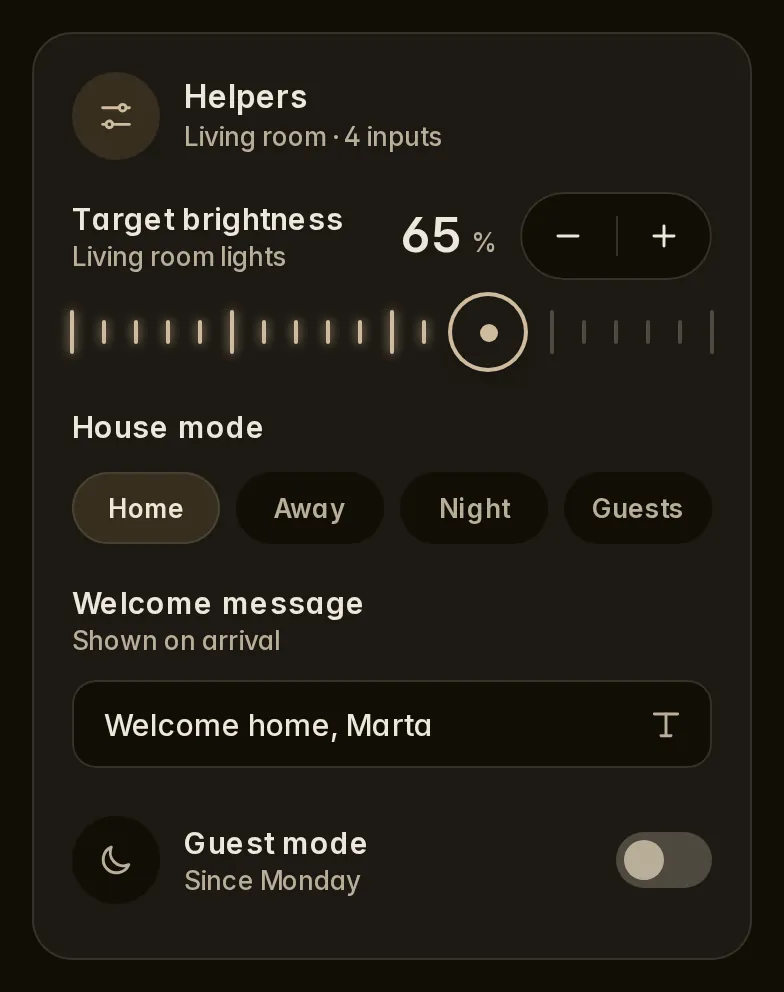 Helpers
Living room · 4 inputs
Target brightness
Living room lights
65 %
House mode
Home Away Night Guests
Welcome message
Shown on arrival
Welcome home, Marta
Guest mode
Since Monday